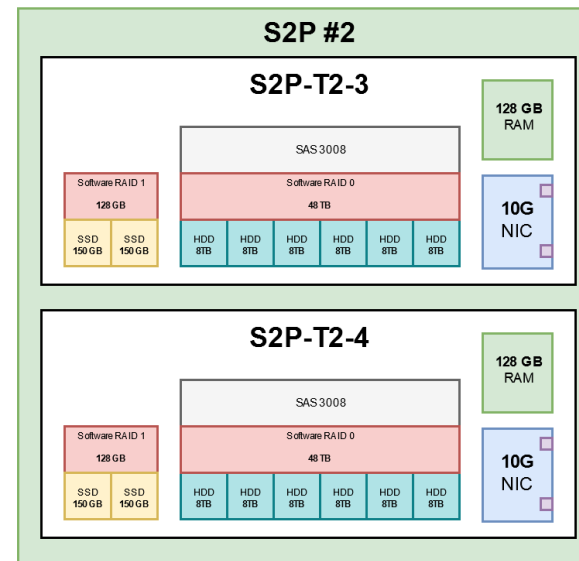 S2P #2
S2P-T2-3
128 GB
RAM
SAS 3008
Software RAID 1
128 GB
Software RAID 0
48 TB
10G
NIC
SSD
150 GB
SSD
150 GB
HDD
8TB
HDD
8TB
HDD
8TB
HDD
8TB
HDD
8TB
HDD
8TB
S2P-T2-4
128 GB
RAM
SAS 3008
Software RAID 1
128 GB
Software RAID 0
48 TB
10G
NIC
SSD
150 GB
SSD
150 GB
HDD
8TB
HDD
8TB
HDD
8TB
HDD
8TB
HDD
8TB
HDD
8TB